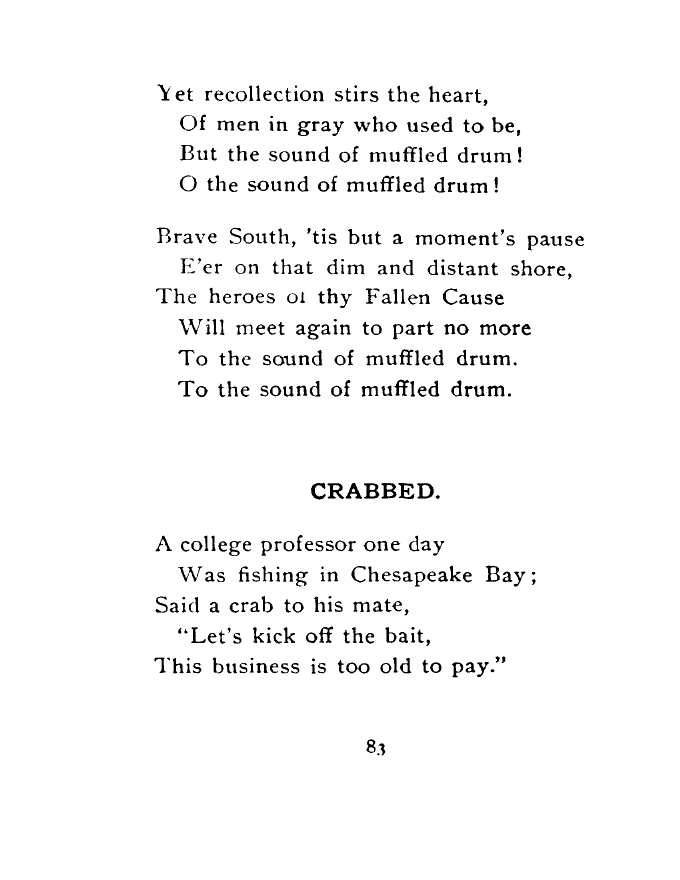 Yet recollection stirs the heart,
Of men in gray who used to be,
But the sound of muffled drum!
O the sound of muffled drum!
Brave South, 'tis but a moment's pause
E'er on that dim and distant shore,
The heroes of thy Fallen Cause
Will meet again to part no more
To the sound of muffled drum.
To the sound of muffled drum.
CRABBED.
A college professor one day
Was fishing in Chesapeake Bay;
Said a crab to his mate,
“Let's kick off the bait,
This business is too old to pay.”
83